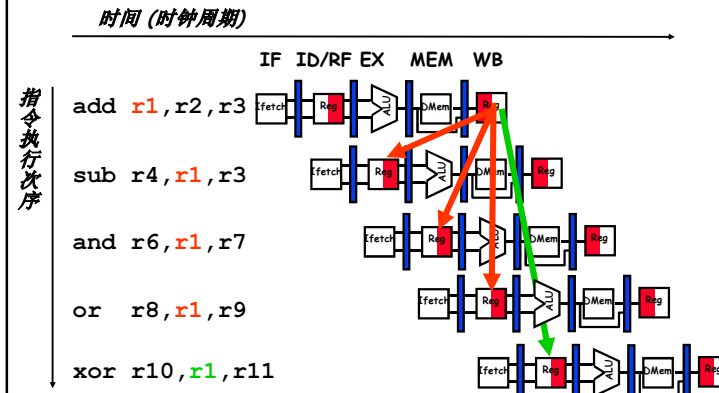 时间 (时钟周期)
IF ID/RF EX MEM WB
指令执行次序
add r1,r2,r3
Ifetch Reg ALU DMem Reg
sub r4,r1,r3
Ifetch Reg ALU DMem Reg
and r6,r1,r7
Ifetch Reg ALU DMem Reg
or r8,r1,r9
Ifetch Reg ALU DMem Reg
xor r10,r1,r11
Ifetch Reg ALU DMem Reg